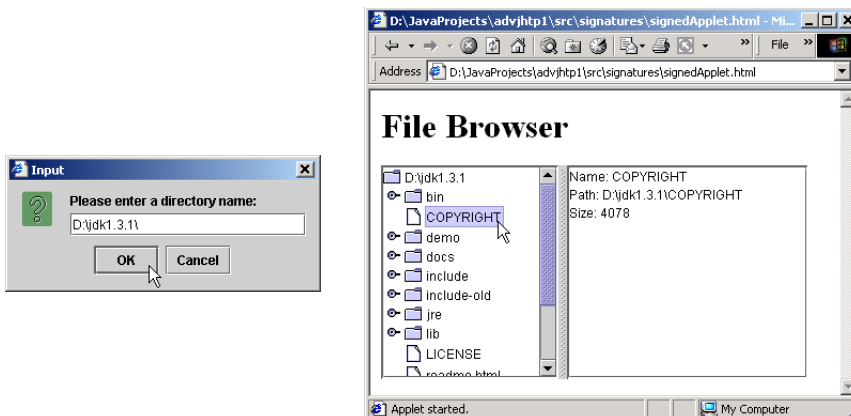 Input
Please enter a directory name:
D:\jdk1.3.1\
OK
Cancel
D:\JavaProjects\advjhtp1\src\signatures\signedApplet.html - Mi...
File
Address D:\JavaProjects\advjhtp1\src\signatures\signedApplet.html
File Browser
D:\jdk1.3.1
bin
COPYRIGHT
demo
docs
include
include-old
jre
lib
LICENSE
readme.html
Name: COPYRIGHT
Path: D:\jdk1.3.1\COPYRIGHT
Size: 4078
Applet started.
My Computer